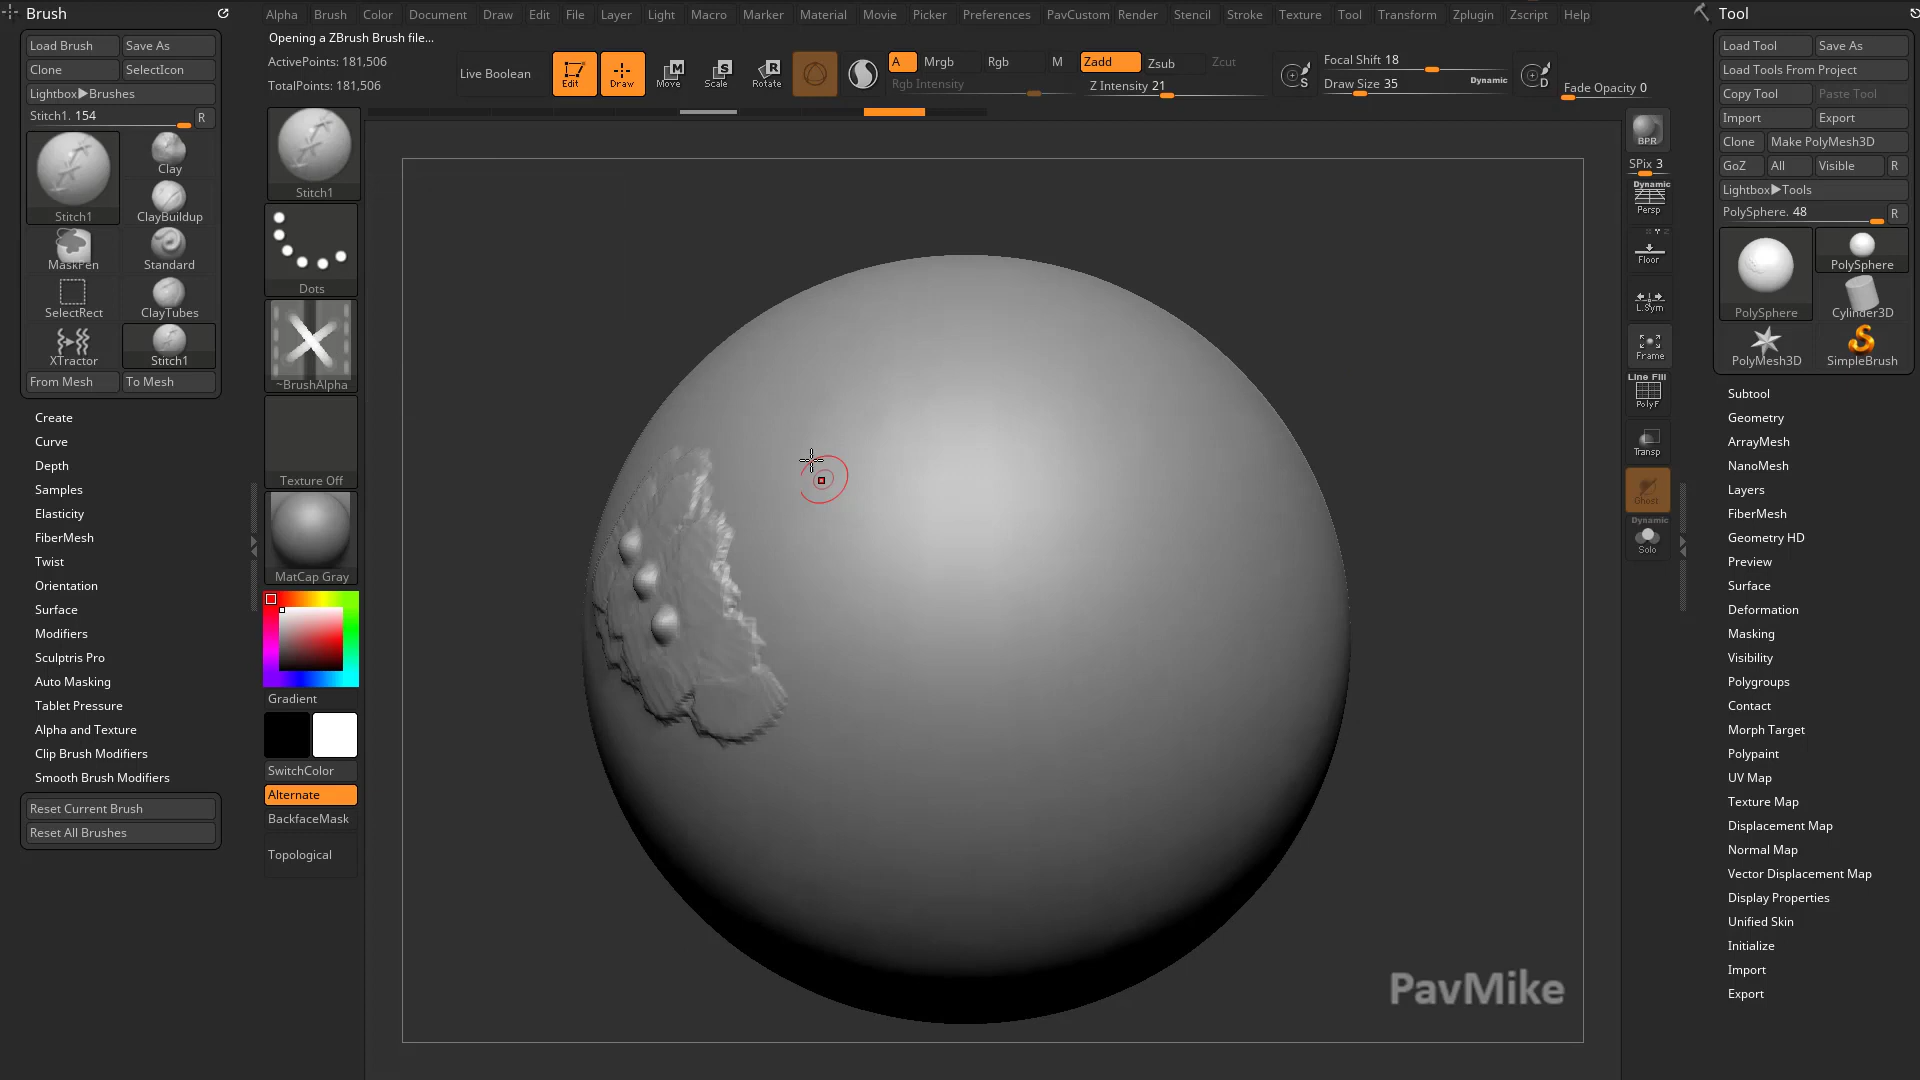 Brush
Alpha Brush Color Document Draw Edit File Layer Light Macro Marker Material Movie Picker Preferences PavCustom Render Stencil Stroke Texture Tool Transform Zplugin Zscript Help
Tool
Load Brush Save As
Clone SelectIcon
Lightbox▶Brushes
Stitch1. 154 R
Stitch1
Clay
ClayBuildup
MaskPen Standard
SelectRect ClayTubes
XTractor Stitch1
From Mesh To Mesh
Create
Curve
Depth
Samples
Elasticity
FiberMesh
Twist
Orientation
Surface
Modifiers
Sculptris Pro
Auto Masking
Tablet Pressure
Alpha and Texture
Clip Brush Modifiers
Smooth Brush Modifiers
Reset Current Brush
Reset All Brushes
Opening a ZBrush Brush file...
ActivePoints: 181,506
TotalPoints: 181,506
Live Boolean
Edit Draw Move Scale Rotate
M S R
A Mrgb Rgb M Zadd Zsub Zcut
Rgb Intensity Z Intensity 21
S
Focal Shift 18
Draw Size 35 Dynamic
D
Fade Opacity 0
Stitch1
Dots
~BrushAlpha
Texture Off
MatCap Gray
Gradient
SwitchColor
Alternate
BackfaceMask
Topological
PavMike
BPR
SPix 3
Dynamic
Persp
Floor
L.Sym
Frame
Line Fill
PolyF
Transp
Ghost
Dynamic
Solo
Load Tool Save As
Load Tools From Project
Copy Tool Paste Tool
Import Export
Clone Make PolyMesh3D
GoZ All Visible R
Lightbox▶Tools
PolySphere. 48 R
PolySphere
PolySphere
Cylinder3D
PolyMesh3D SimpleBrush
Subtool
Geometry
ArrayMesh
NanoMesh
Layers
FiberMesh
Geometry HD
Preview
Surface
Deformation
Masking
Visibility
Polygroups
Contact
Morph Target
Polypaint
UV Map
Texture Map
Displacement Map
Normal Map
Vector Displacement Map
Display Properties
Unified Skin
Initialize
Import
Export